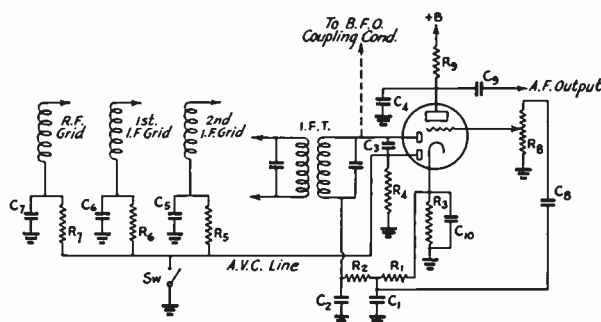 To B.F.O.
Coupling Cond.
+B
R9
C9
A.F. Output
C4
R.F.
Grid
1st.
I.F. Grid
2nd
I.F. Grid
I.F.T.
C3
R8
C7
R7
C6
R6
C5
R5
R4
R3
C10
C8
A.V.C. Line
Sw
R2
R1
C2
C1